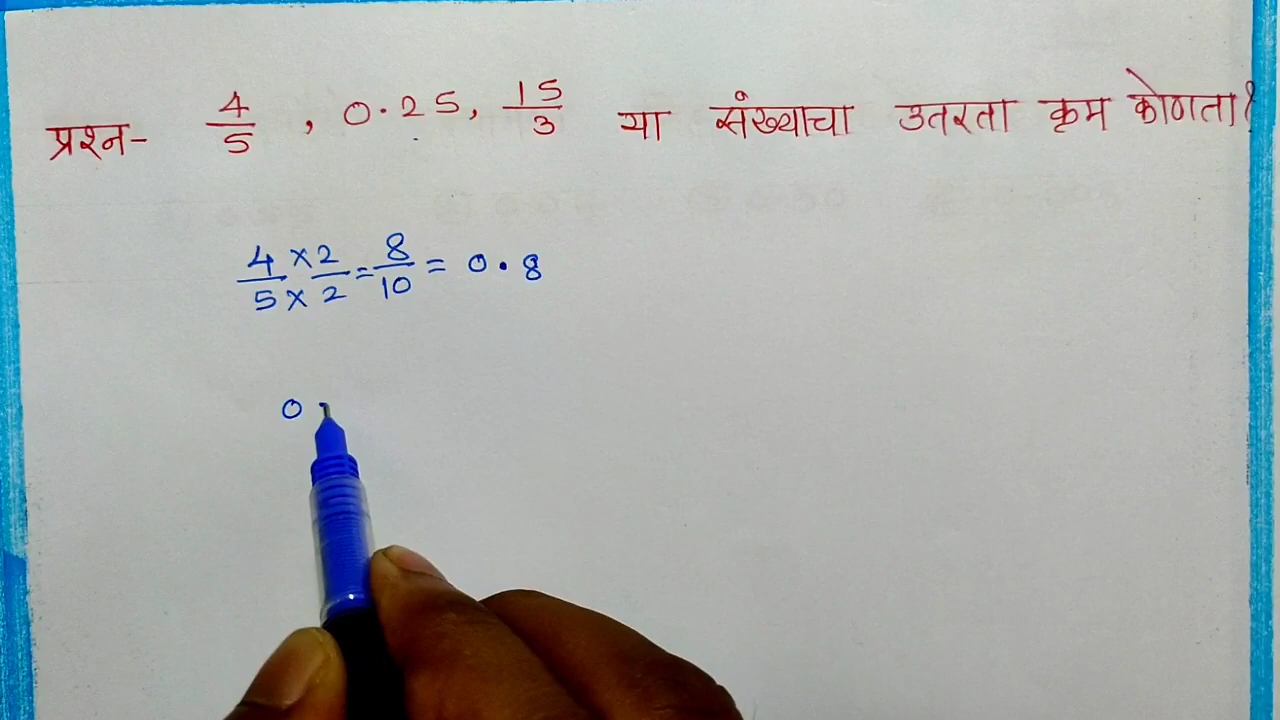 प्रश्न- 4/5 , 0.25, 15/3 या संख्याचा उतरता क्रम कोणता?
4/5 × 2/2 = 8/10 = 0.8
0.